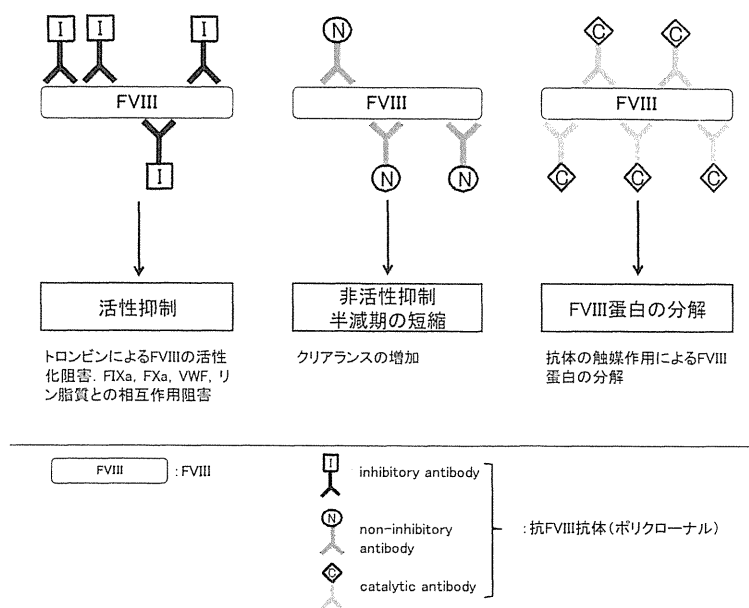 I
I
I
FVIII
I
活性抑制
トロンビンによるFVIIIの活性
化阻害. FIXa, FXa, VWF, リ
ン脂質との相互作用阻害
N
FVIII
N
N
非活性抑制
半減期の短縮
クリアランスの増加
C
C
FVIII
C
C
C
FVIII蛋白の分解
抗体の触媒作用によるFVIII
蛋白の分解
FVIII
: FVIII
I
inhibitory antibody
N
non-inhibitory
antibody
C
catalytic antibody
: 抗FVIII抗体(ポリクローナル)